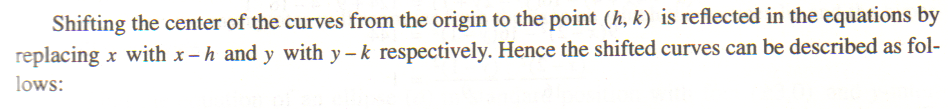 Shifting the center of the curves from the origin to the point (h, k) is reflected in the equations by
replacing x with x – h and y with y – k respectively. Hence the shifted curves can be described as fol-
lows: